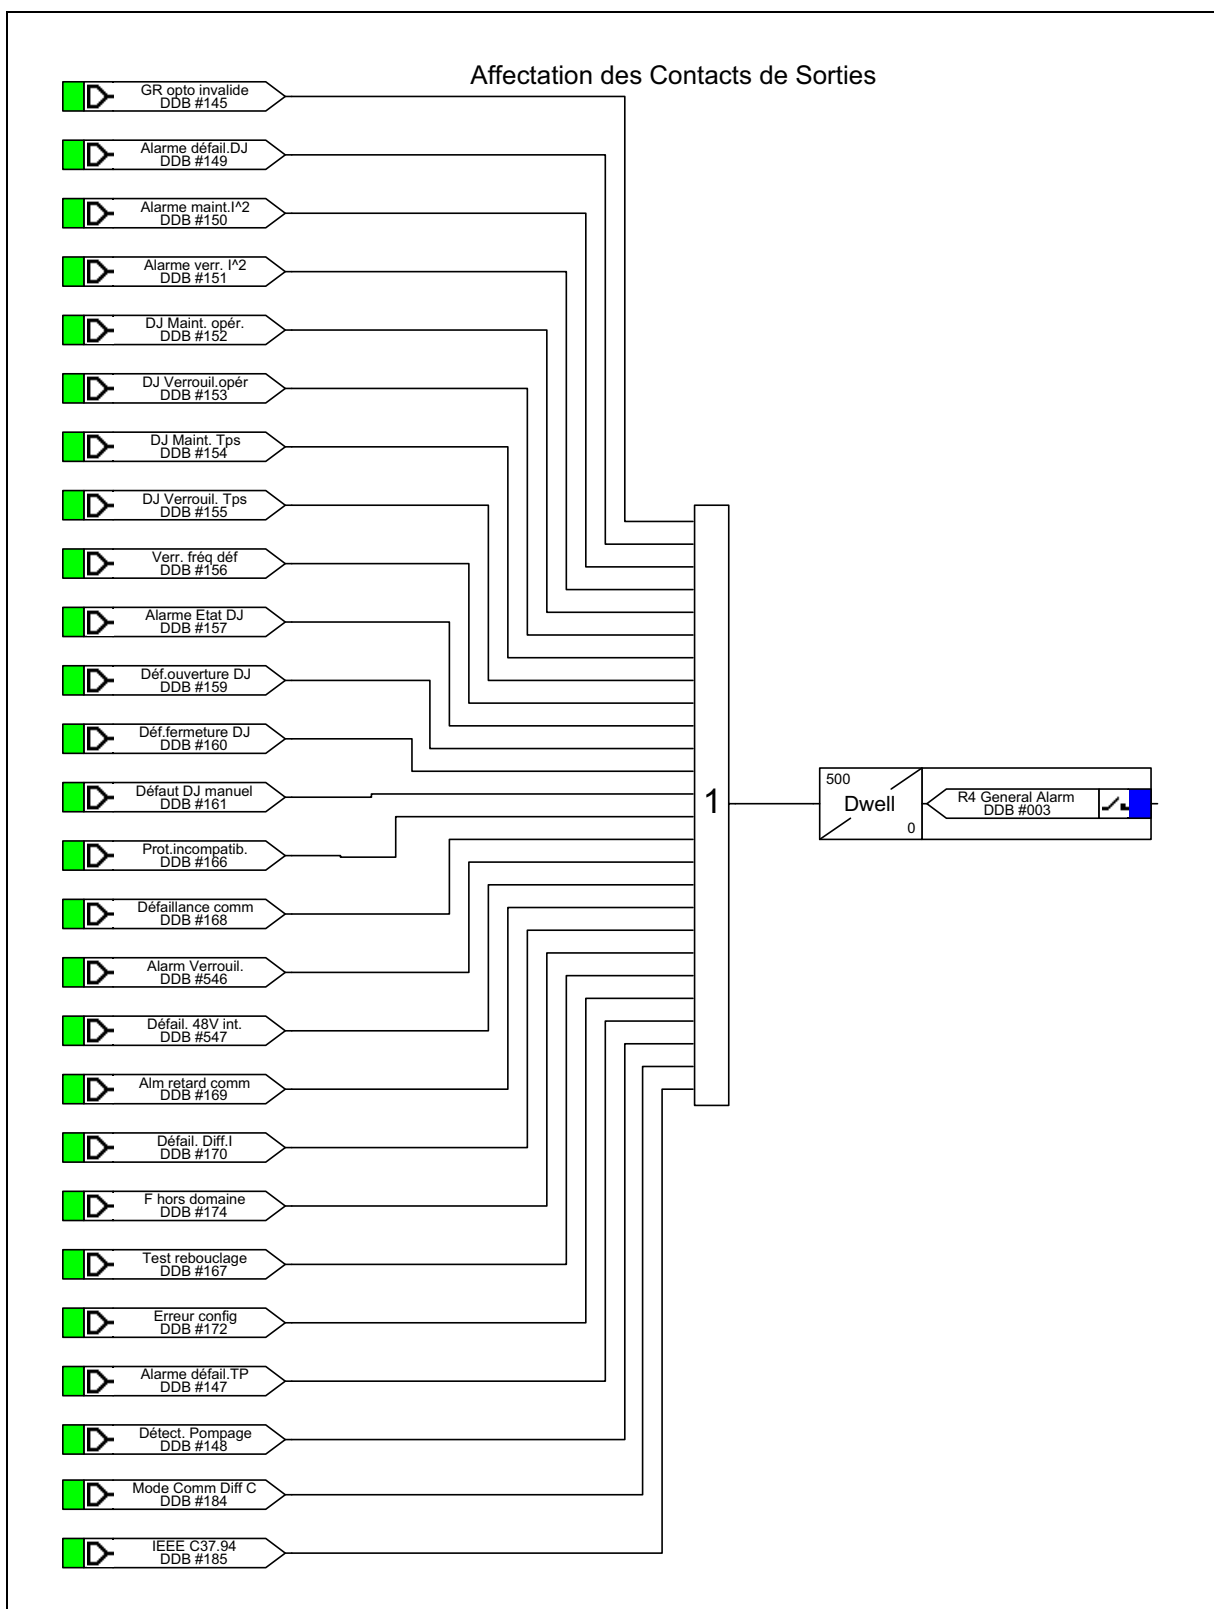 Affectation des Contacts de Sorties
GR opto invalide
DDB #145
Alarme défail.DJ
DDB #149
Alarme maint.I^2
DDB #150
Alarme verr. I^2
DDB #151
DJ Maint. opér.
DDB #152
DJ Verrouil.opér
DDB #153
DJ Maint. Tps
DDB #154
DJ Verrouil. Tps
DDB #155
Verr. fréq déf
DDB #156
Alarme Etat DJ
DDB #157
Déf.ouverture DJ
DDB #159
Déf.fermeture DJ
DDB #160
Défaut DJ manuel
DDB #161
Prot.incompatib.
DDB #166
Défaillance comm
DDB #168
Alarm Verrouil.
DDB #546
Défail. 48V int.
DDB #547
Alm retard comm
DDB #169
Défail. Diff.I
DDB #170
F hors domaine
DDB #174
Test rebouclage
DDB #167
Erreur config
DDB #172
Alarme défail.TP
DDB #147
Détect. Pompage
DDB #148
Mode Comm Diff C
DDB #184
IEEE C37.94
DDB #185
1
500
Dwell
0
R4 General Alarm
DDB #003